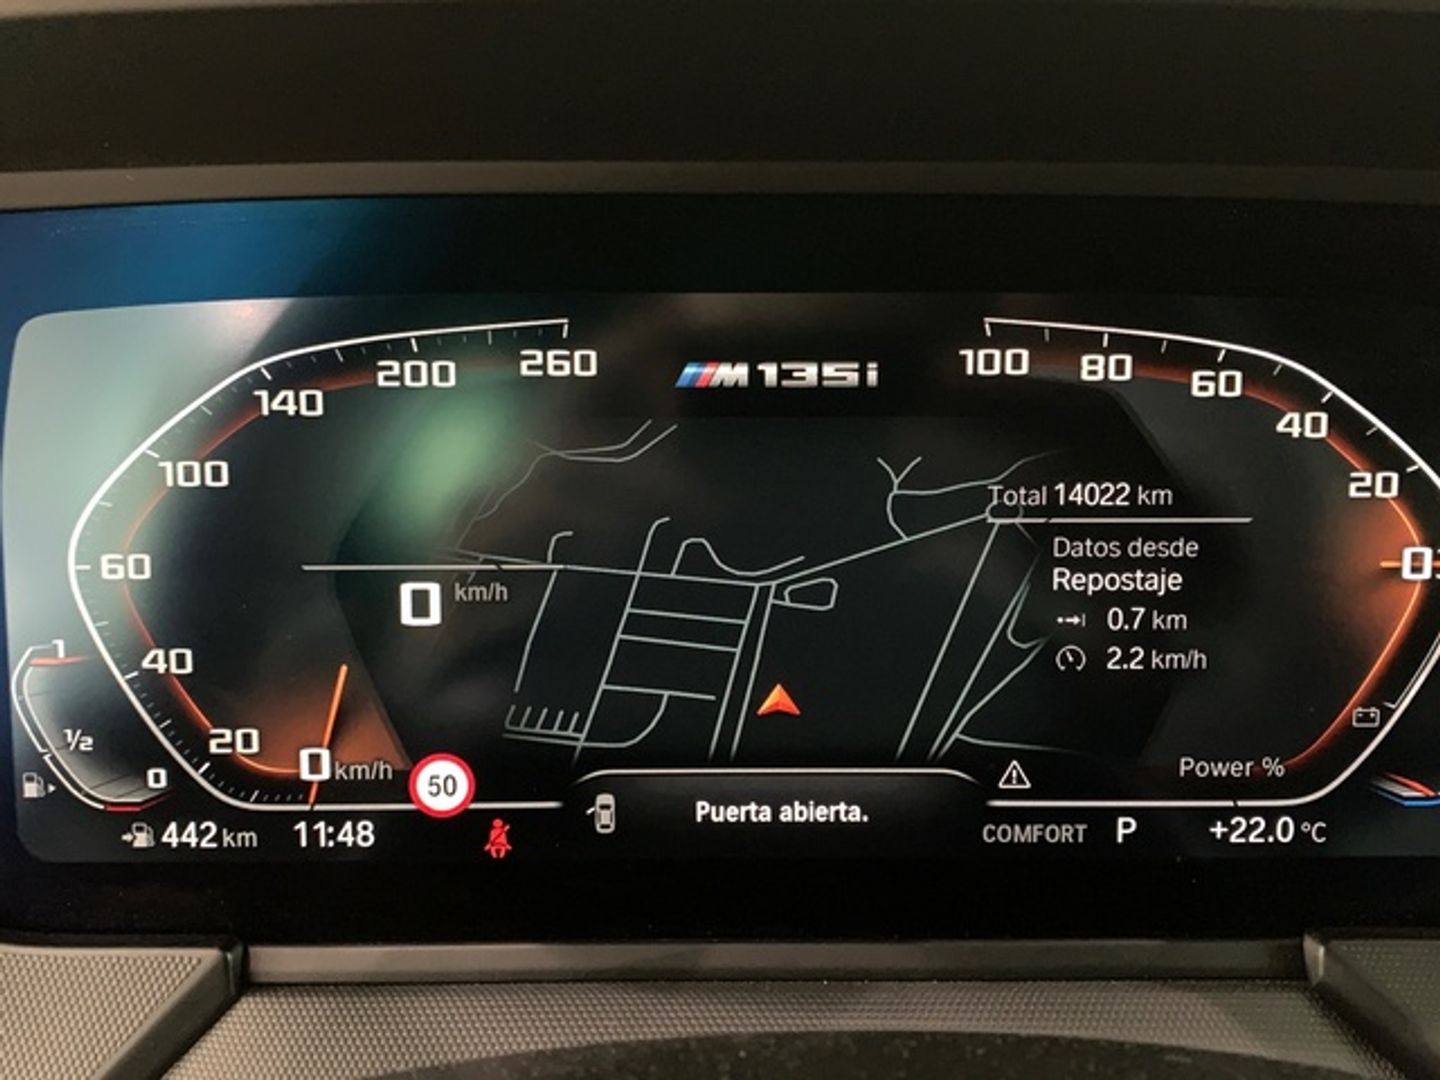 260
200
140
100
60
40
20
0 km/h
M135i
100
80
60
40
20
0
Total 14022 km
Datos desde
Repostaje
0.7 km
2.2 km/h
0 km/h
1
1/2
0
50
Power %
Puerta abierta.
442 km
11:48
COMFORT
P
+22.0 °C